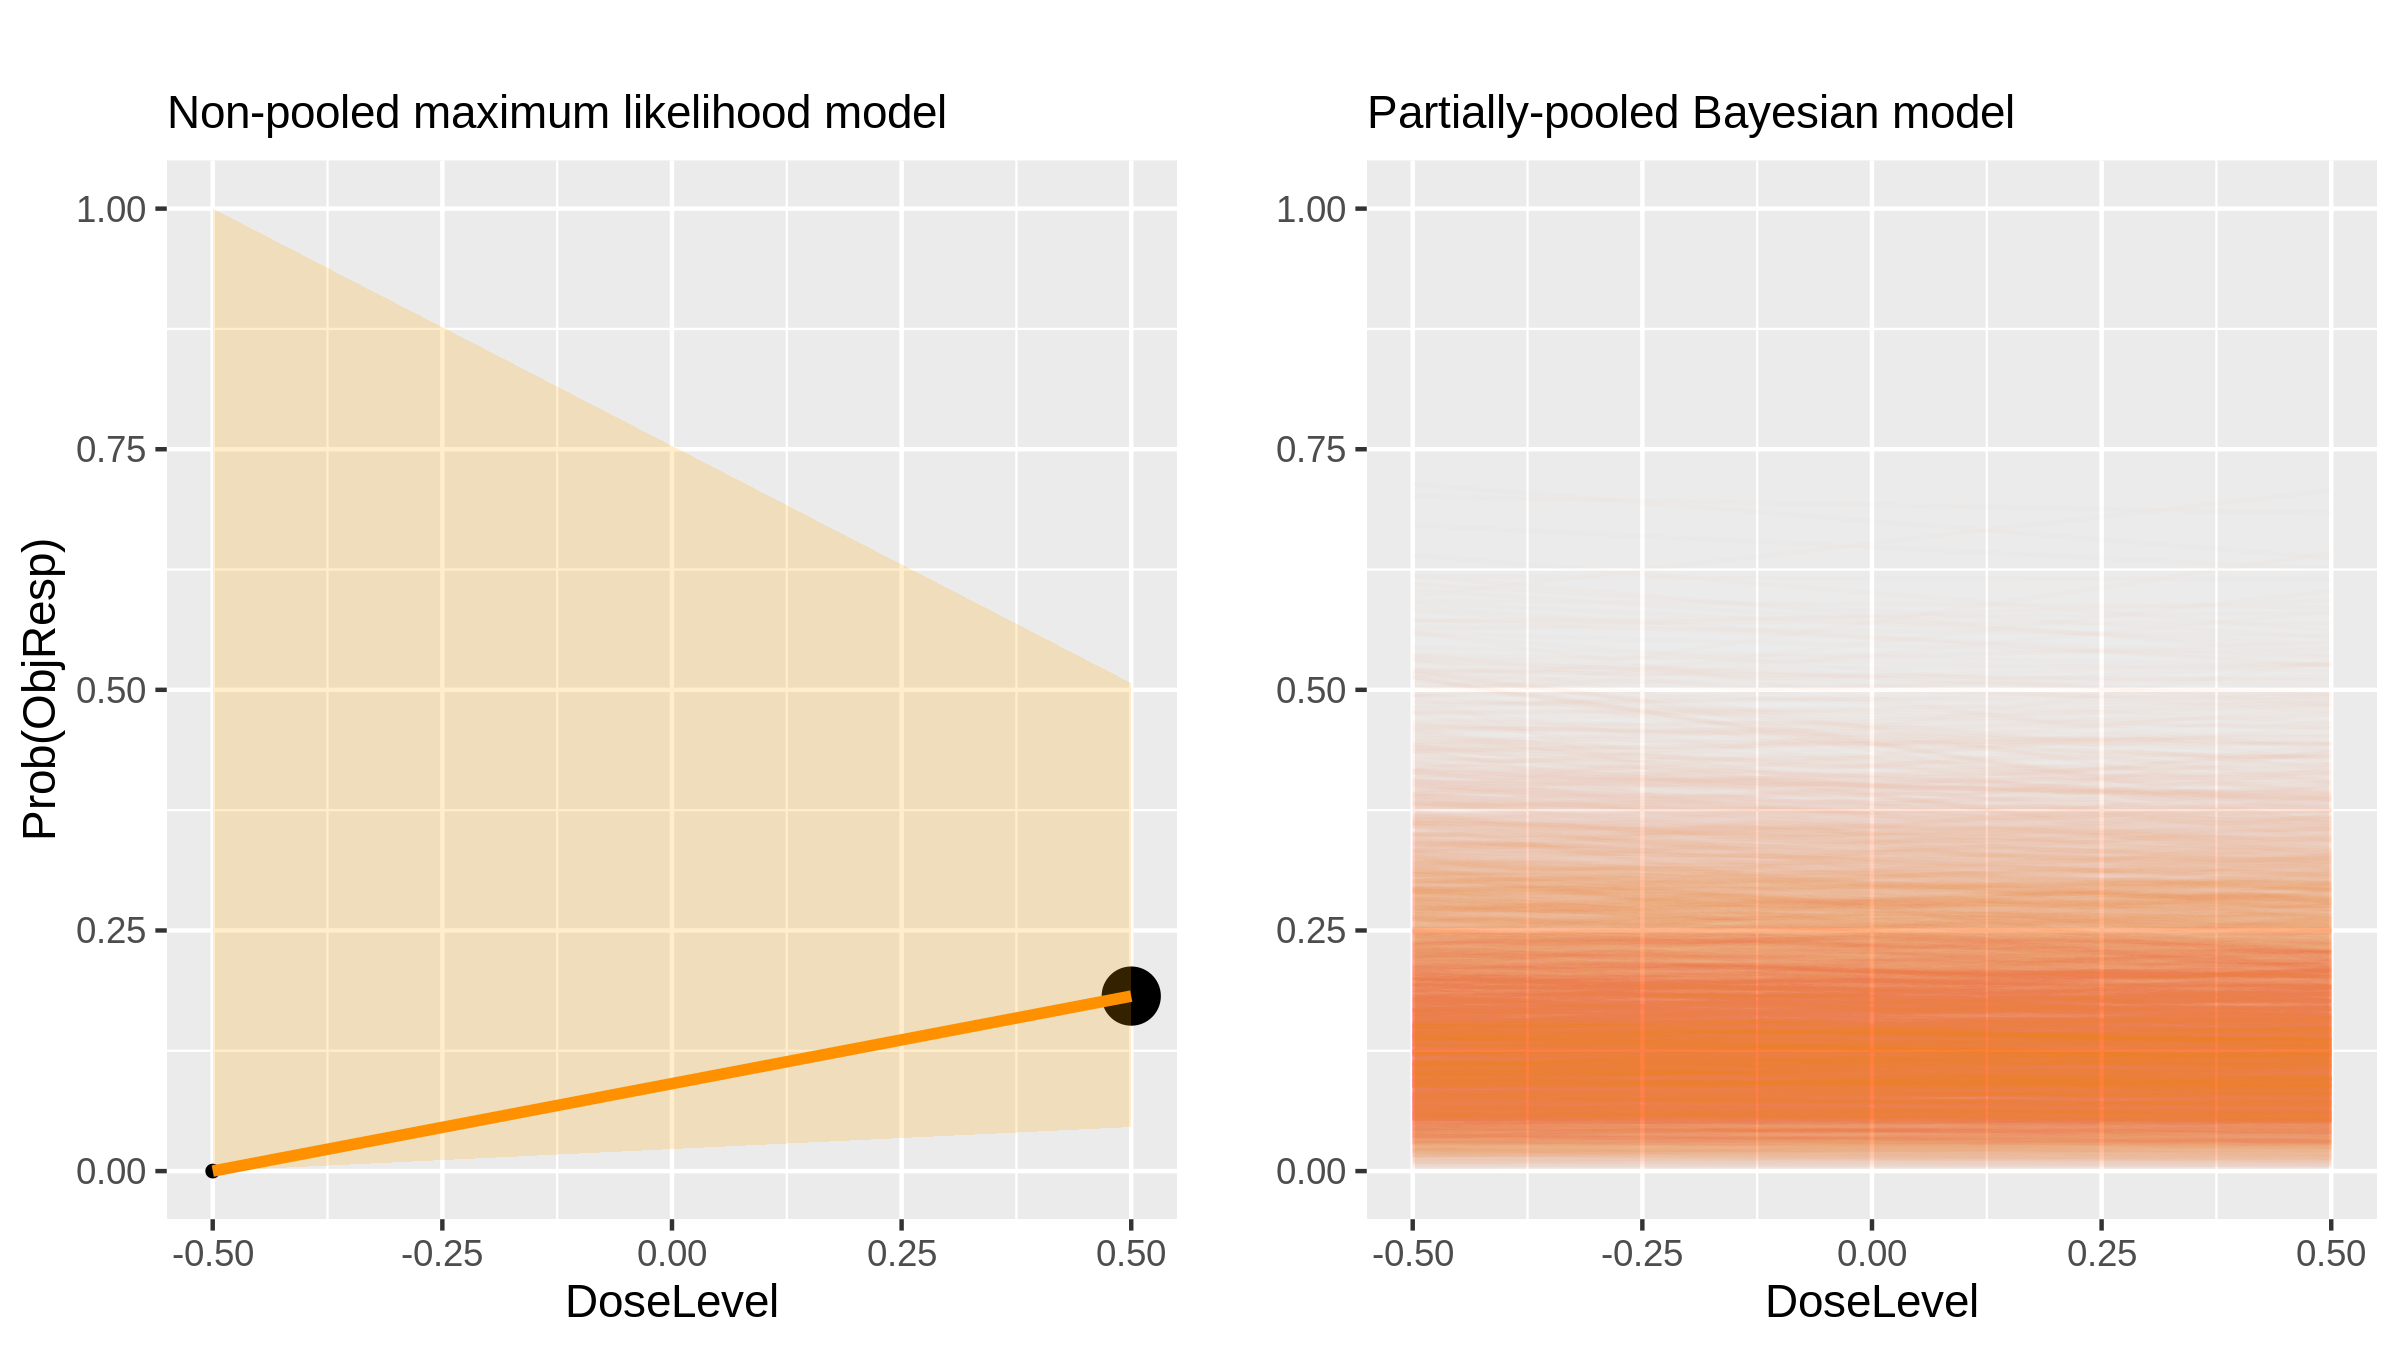 Non-pooled maximum likelihood model
Partially-pooled Bayesian model
Prob(ObjResp)
1.00
0.75
0.50
0.25
0.00
-0.50 -0.25 0.00 0.25 0.50
DoseLevel
1.00
0.75
0.50
0.25
0.00
-0.50 -0.25 0.00 0.25 0.50
DoseLevel